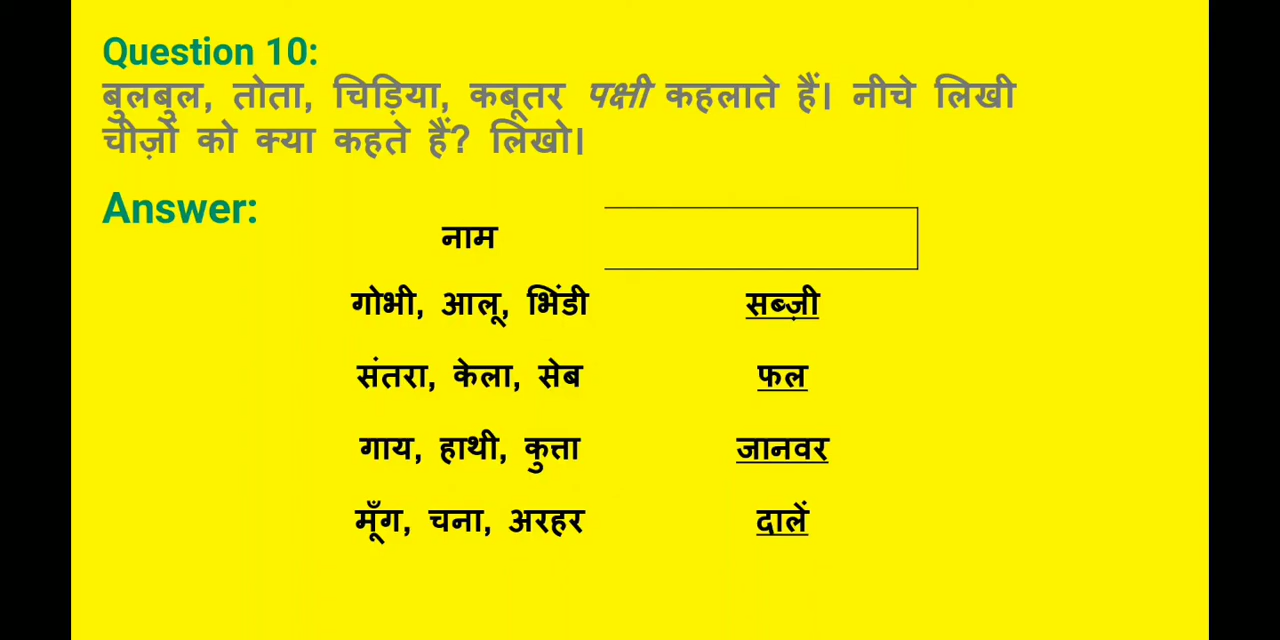 Question 10:
बुलबुल, तोता, चिड़िया, कबूतर पक्षी कहलाते हैं। नीचे लिखी
चीज़ों को क्या कहते हैं? लिखो।
Answer:
नाम
गोभी, आलू, भिंडी सब्ज़ी
संतरा, केला, सेब फल
गाय, हाथी, कुत्ता जानवर
मूँग, चना, अरहर दालें